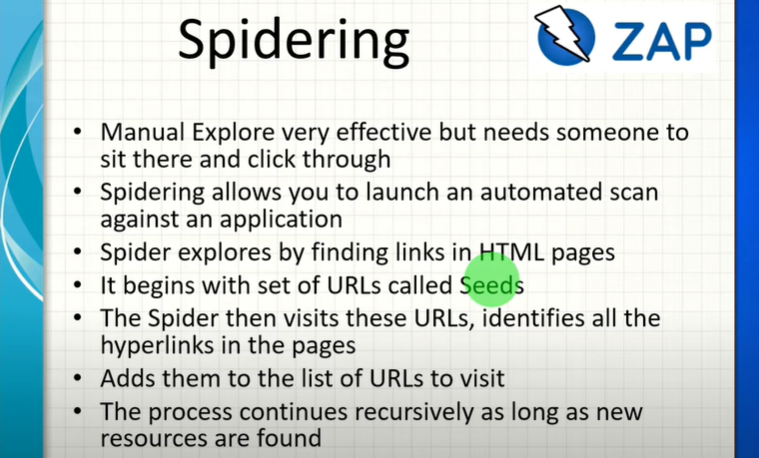 Spidering
ZAP
• Manual Explore very effective but needs someone to
sit there and click through
• Spidering allows you to launch an automated scan
against an application
• Spider explores by finding links in HTML pages
• It begins with set of URLs called Seeds
• The Spider then visits these URLs, identifies all the
hyperlinks in the pages
• Adds them to the list of URLs to visit
• The process continues recursively as long as new
resources are found